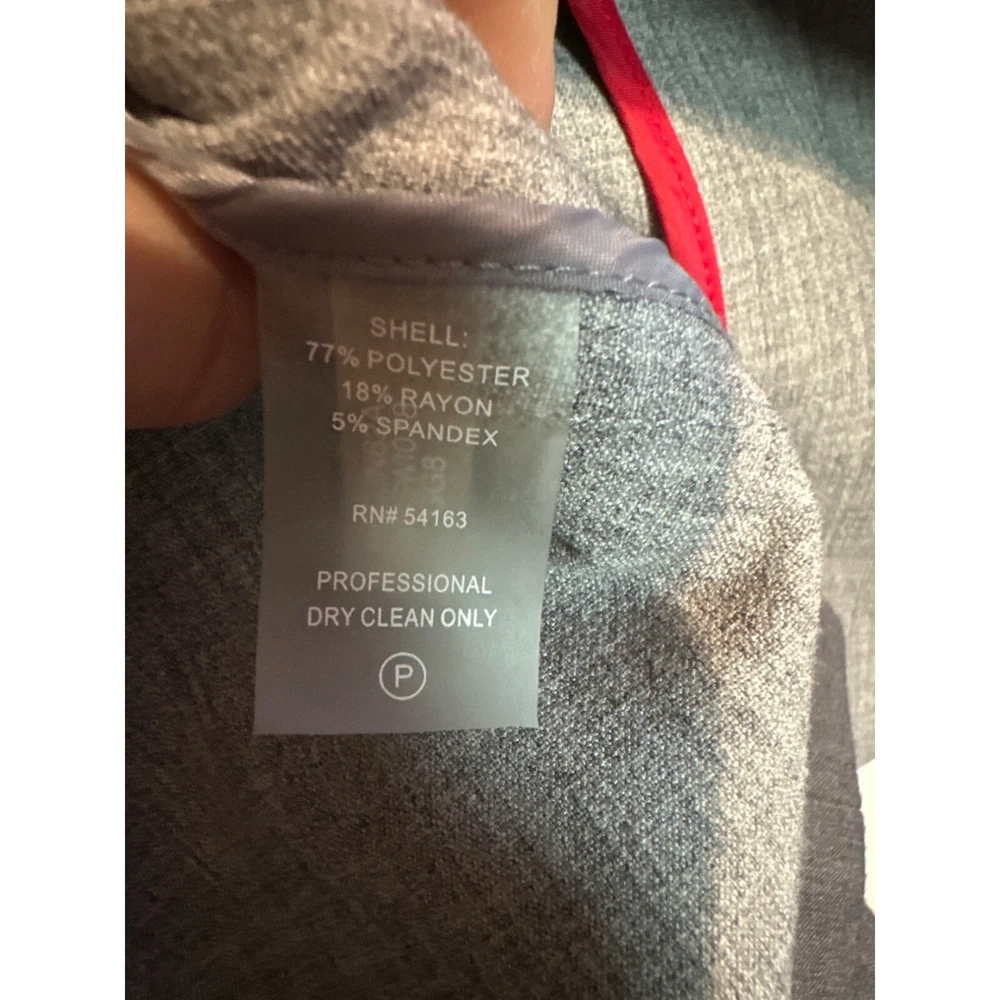 SHELL:
77% POLYESTER
18% RAYON
5% SPANDEX
RN# 54163
PROFESSIONAL
DRY CLEAN ONLY
P